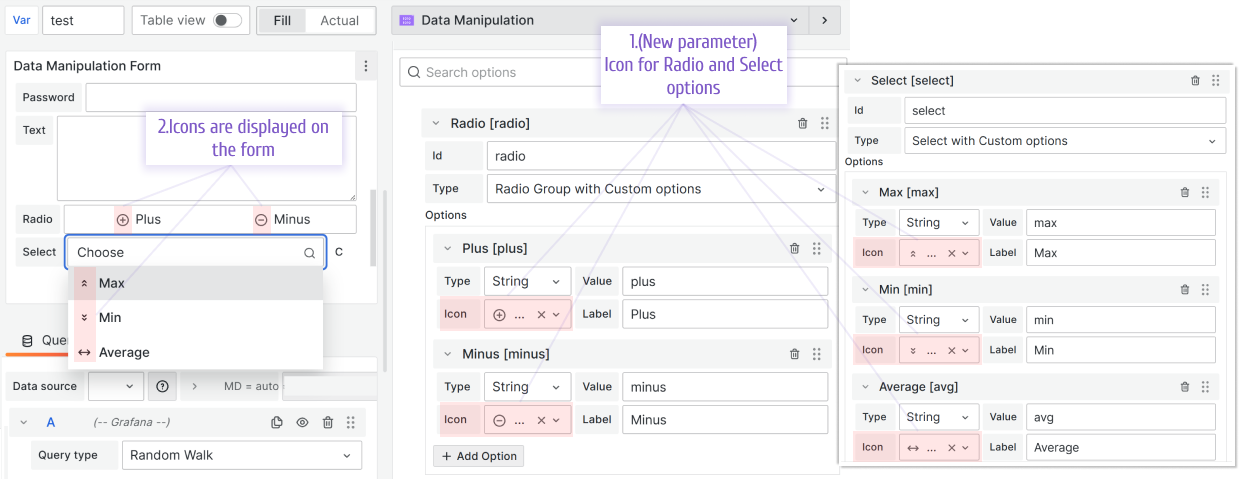 Var
test
Table view
Fill
Actual
Data Manipulation Form
Password
Text
2.Icons are displayed on
the form
Radio
Plus
Minus
Select
Choose
C
Max
Min
Average
Que
Data source
MD = auto
A
(-- Grafana --)
Query type
Random Walk
Data Manipulation
1.(New parameter)
Icon for Radio and Select
options
Search options
Radio [radio]
Id
radio
Type
Radio Group with Custom options
Options
Plus [plus]
Type
String
Value
plus
Icon
...
Label
Plus
Minus [minus]
Type
String
Value
minus
Icon
...
Label
Minus
+ Add Option
Select [select]
Id
select
Type
Select with Custom options
Options
Max [max]
Type
String
Value
max
Icon
...
Label
Max
Min [min]
Type
String
Value
min
Icon
...
Label
Min
Average [avg]
Type
String
Value
avg
Icon
...
Label
Average